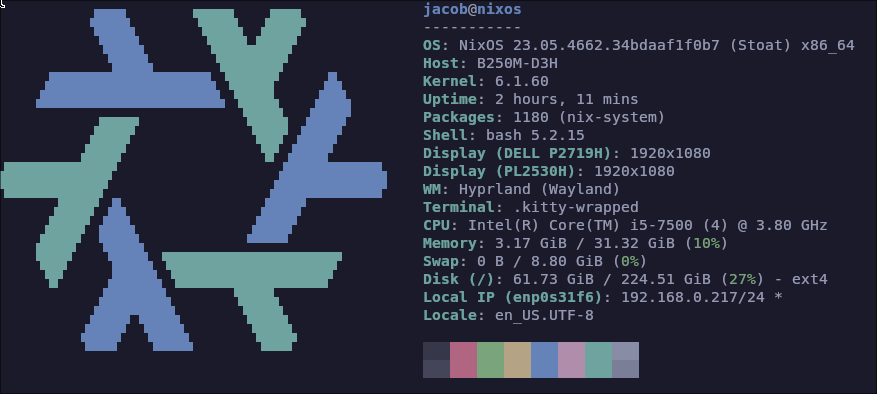 jacob@nixos
-----------
OS: NixOS 23.05.4662.34bdaaf1f0b7 (Stoat) x86_64
Host: B250M-D3H
Kernel: 6.1.60
Uptime: 2 hours, 11 mins
Packages: 1180 (nix-system)
Shell: bash 5.2.15
Display (DELL P2719H): 1920x1080
Display (PL2530H): 1920x1080
WM: Hyprland (Wayland)
Terminal: .kitty-wrapped
CPU: Intel(R) Core(TM) i5-7500 (4) @ 3.80 GHz
Memory: 3.17 GiB / 31.32 GiB (10%)
Swap: 0 B / 8.80 GiB (0%)
Disk (/): 61.73 GiB / 224.51 GiB (27%) - ext4
Local IP (enp0s31f6): 192.168.0.217/24 *
Locale: en_US.UTF-8